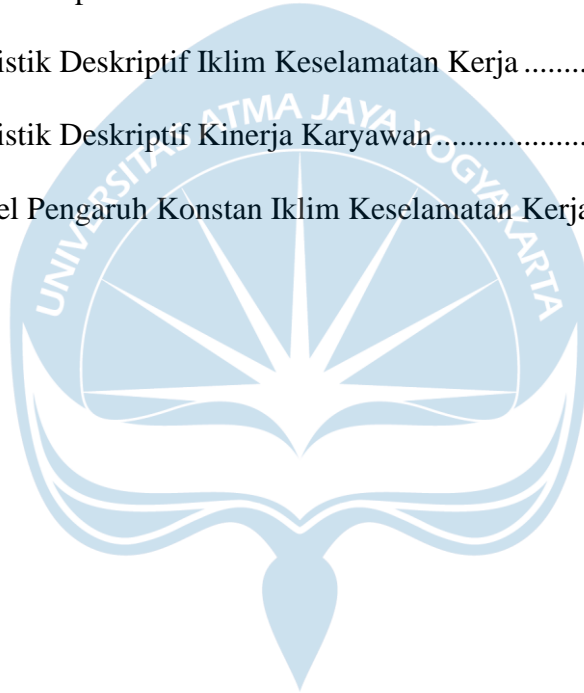 istik Deskriptif Iklim Keselamatan Kerja ..........
istik Deskriptif Kinerja Karyawan ....................
el Pengaruh Konstan Iklim Keselamatan Kerja
UNIVERSITAS ATMA JAYA YOGYAKARTA